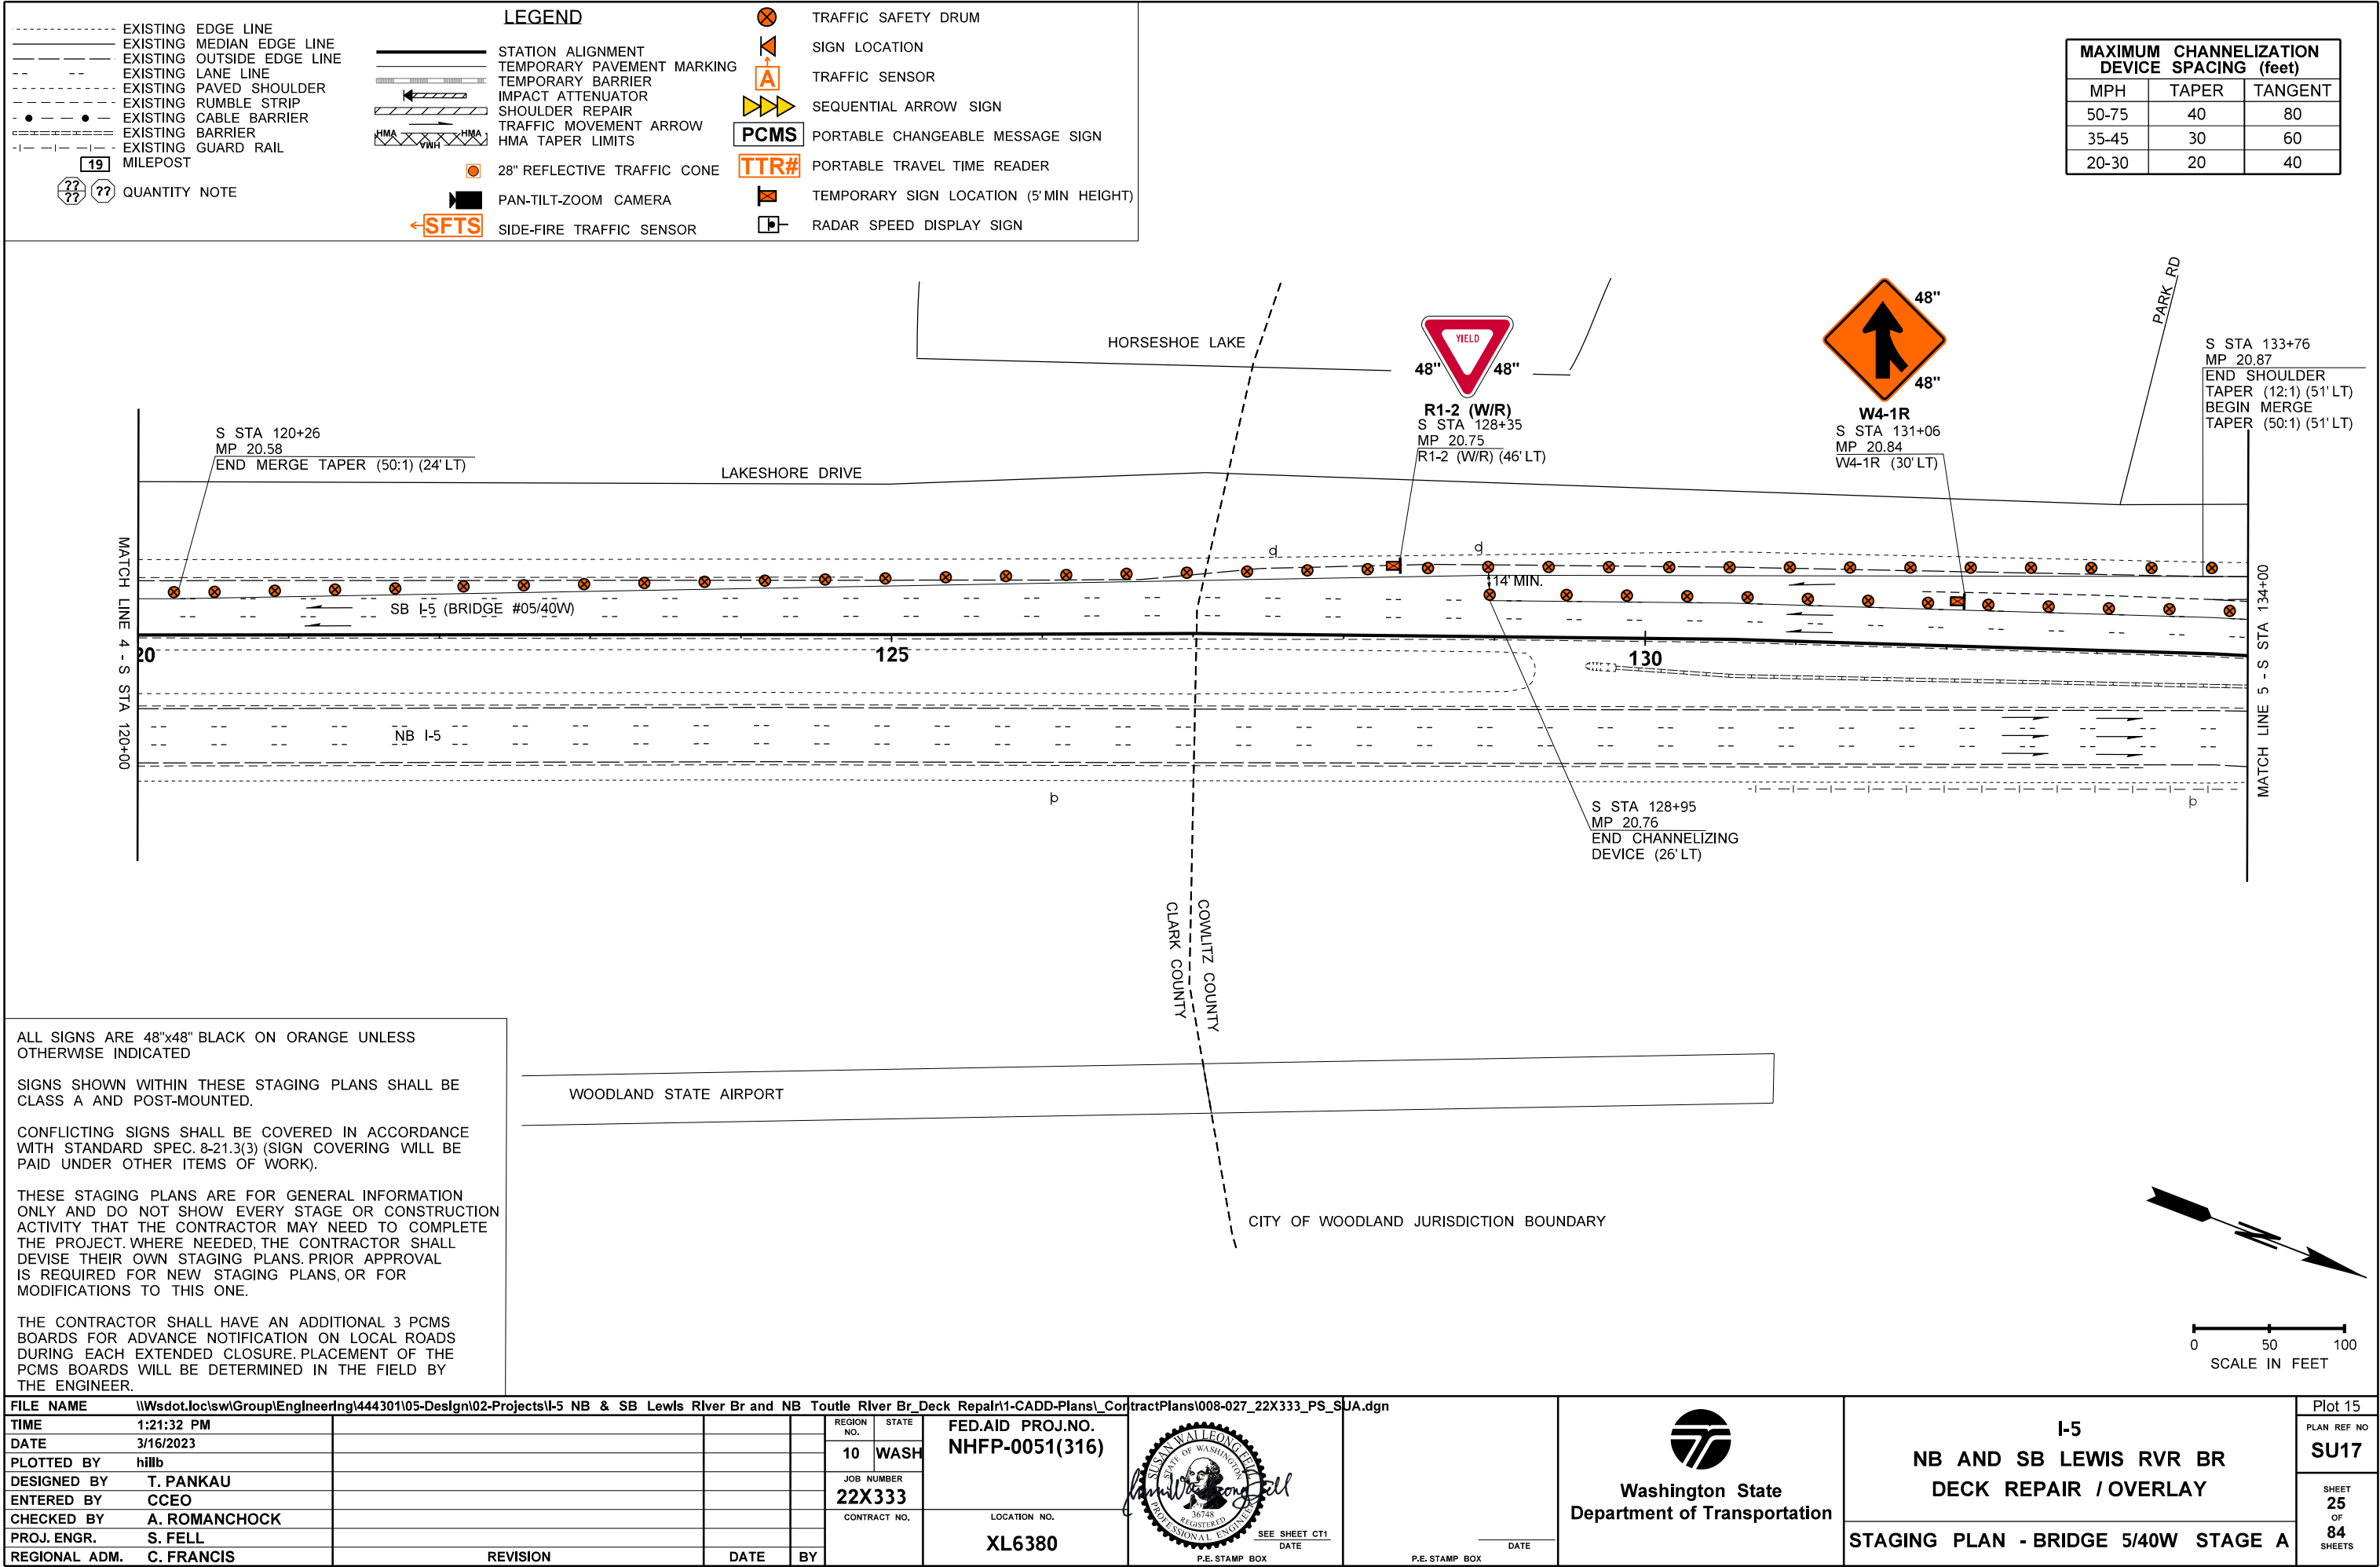 LEGEND
EXISTING EDGE LINE
EXISTING MEDIAN EDGE LINE
EXISTING OUTSIDE EDGE LINE
EXISTING LANE LINE
EXISTING PAVED SHOULDER
EXISTING RUMBLE STRIP
EXISTING CABLE BARRIER
EXISTING BARRIER
EXISTING GUARD RAIL
19 MILEPOST
?? ?? ?? QUANTITY NOTE
STATION ALIGNMENT
TEMPORARY PAVEMENT MARKING
TEMPORARY BARRIER
IMPACT ATTENUATOR
SHOULDER REPAIR
TRAFFIC MOVEMENT ARROW
HMA HMA HMA HMA TAPER LIMITS
28" REFLECTIVE TRAFFIC CONE
PAN-TILT-ZOOM CAMERA
SFTS SIDE-FIRE TRAFFIC SENSOR
TRAFFIC SAFETY DRUM
SIGN LOCATION
A TRAFFIC SENSOR
SEQUENTIAL ARROW SIGN
PCMS PORTABLE CHANGEABLE MESSAGE SIGN
TTR# PORTABLE TRAVEL TIME READER
TEMPORARY SIGN LOCATION (5' MIN HEIGHT)
RADAR SPEED DISPLAY SIGN
MAXIMUM CHANNELIZATION
DEVICE SPACING (feet)
MPH TAPER TANGENT
50-75 40 80
35-45 30 60
20-30 20 40
HORSESHOE LAKE
YIELD
48" 48"
R1-2 (W/R)
S STA 128+35
MP 20.75
R1-2 (W/R) (46' LT)
48"
48"
W4-1R
S STA 131+06
MP 20.84
W4-1R (30' LT)
PARK RD
S STA 133+76
MP 20.87
END SHOULDER
TAPER (12:1) (51' LT)
BEGIN MERGE
TAPER (50:1) (51' LT)
S STA 120+26
MP 20.58
END MERGE TAPER (50:1) (24' LT)
LAKESHORE DRIVE
MATCH LINE 4 - S STA 120+00
d
d
14' MIN.
SB I-5 (BRIDGE #05/40W)
20
125
130
NB I-5
MATCH LINE 5 - S STA 134+00
p
p
S STA 128+95
MP 20.76
END CHANNELIZING
DEVICE (26' LT)
CLARK COUNTY
COWLITZ COUNTY
WOODLAND STATE AIRPORT
CITY OF WOODLAND JURISDICTION BOUNDARY
ALL SIGNS ARE 48"x48" BLACK ON ORANGE UNLESS
OTHERWISE INDICATED
SIGNS SHOWN WITHIN THESE STAGING PLANS SHALL BE
CLASS A AND POST-MOUNTED.
CONFLICTING SIGNS SHALL BE COVERED IN ACCORDANCE
WITH STANDARD SPEC. 8-21.3(3) (SIGN COVERING WILL BE
PAID UNDER OTHER ITEMS OF WORK).
THESE STAGING PLANS ARE FOR GENERAL INFORMATION
ONLY AND DO NOT SHOW EVERY STAGE OR CONSTRUCTION
ACTIVITY THAT THE CONTRACTOR MAY NEED TO COMPLETE
THE PROJECT. WHERE NEEDED, THE CONTRACTOR SHALL
DEVISE THEIR OWN STAGING PLANS. PRIOR APPROVAL
IS REQUIRED FOR NEW STAGING PLANS, OR FOR
MODIFICATIONS TO THIS ONE.
THE CONTRACTOR SHALL HAVE AN ADDITIONAL 3 PCMS
BOARDS FOR ADVANCE NOTIFICATION ON LOCAL ROADS
DURING EACH EXTENDED CLOSURE. PLACEMENT OF THE
PCMS BOARDS WILL BE DETERMINED IN THE FIELD BY
THE ENGINEER.
N
0 50 100
SCALE IN FEET
FILE NAME \\Wsdot.loc\sw\Group\Engineering\444301\05-Design\02-Projects\I-5 NB & SB Lewis River Br and NB Toutle River Br_Deck Repair\1-CADD-Plans\_ContractPlans\008-027_22X333_PS_SUA.dgn
TIME 1:21:32 PM
DATE 3/16/2023
PLOTTED BY hillb
DESIGNED BY T. PANKAU
ENTERED BY CCEO
CHECKED BY A. ROMANCHOCK
PROJ. ENGR. S. FELL
REGIONAL ADM. C. FRANCIS
REVISION DATE BY
REGION NO. STATE
10 WASH
JOB NUMBER
22X333
CONTRACT NO.
FED.AID PROJ.NO.
NHFP-0051(316)
LOCATION NO.
XL6380
SUSAN WAI LEONG FELL
STATE OF WASHINGTON
36748
REGISTERED
PROFESSIONAL ENGINEER
SEE SHEET CT1
DATE
P.E. STAMP BOX
DATE
P.E. STAMP BOX
Washington State
Department of Transportation
I-5
NB AND SB LEWIS RVR BR
DECK REPAIR / OVERLAY
STAGING PLAN - BRIDGE 5/40W STAGE A
Plot 15
PLAN REF NO
SU17
SHEET
25
OF
84
SHEETS